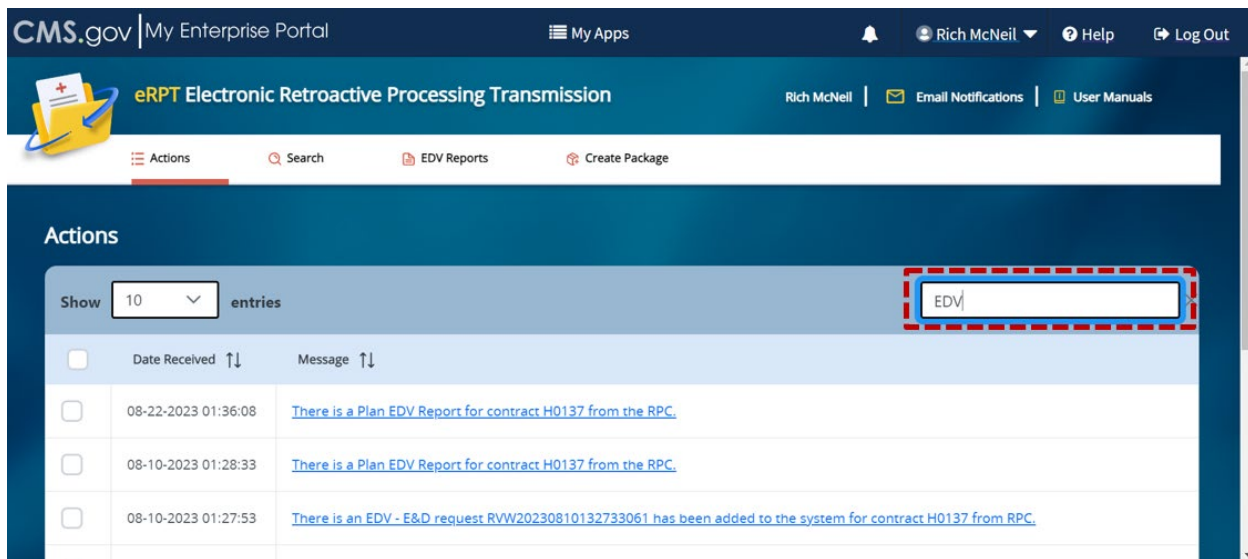 CMS.gov My Enterprise Portal My Apps Rich McNeil Help Log Out
eRPT Electronic Retroactive Processing Transmission Rich McNeil Email Notifications User Manuals
Actions Search EDV Reports Create Package
Actions
Show 10 entries EDV
Date Received Message
08-22-2023 01:36:08 There is a Plan EDV Report for contract H0137 from the RPC.
08-10-2023 01:28:33 There is a Plan EDV Report for contract H0137 from the RPC.
08-10-2023 01:27:53 There is an EDV - E&D request RVW20230810132733061 has been added to the system for contract H0137 from RPC.